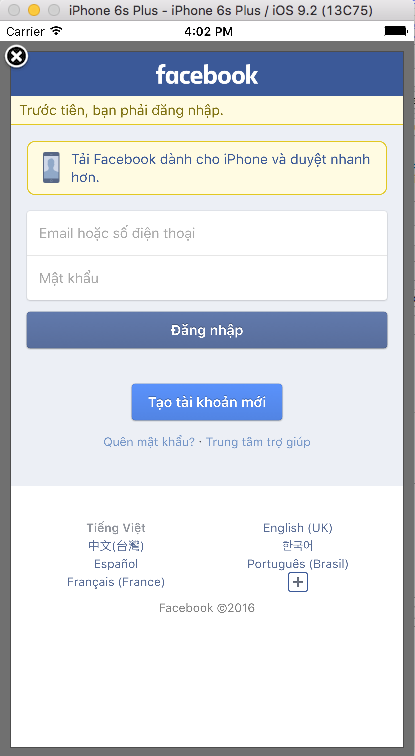 iPhone 6s Plus - iPhone 6s Plus / iOS 9.2 (13C75)
Carrier 4:02 PM
facebook
Trước tiên, bạn phải đăng nhập.
Tải Facebook dành cho iPhone và duyệt nhanh
hơn.
Email hoặc số điện thoại
Mật khẩu
Đăng nhập
Tạo tài khoản mới
Quên mật khẩu? · Trung tâm trợ giúp
Tiếng Việt English (UK)
中文(台灣) 한국어
Español Português (Brasil)
Français (France)
Facebook ©2016